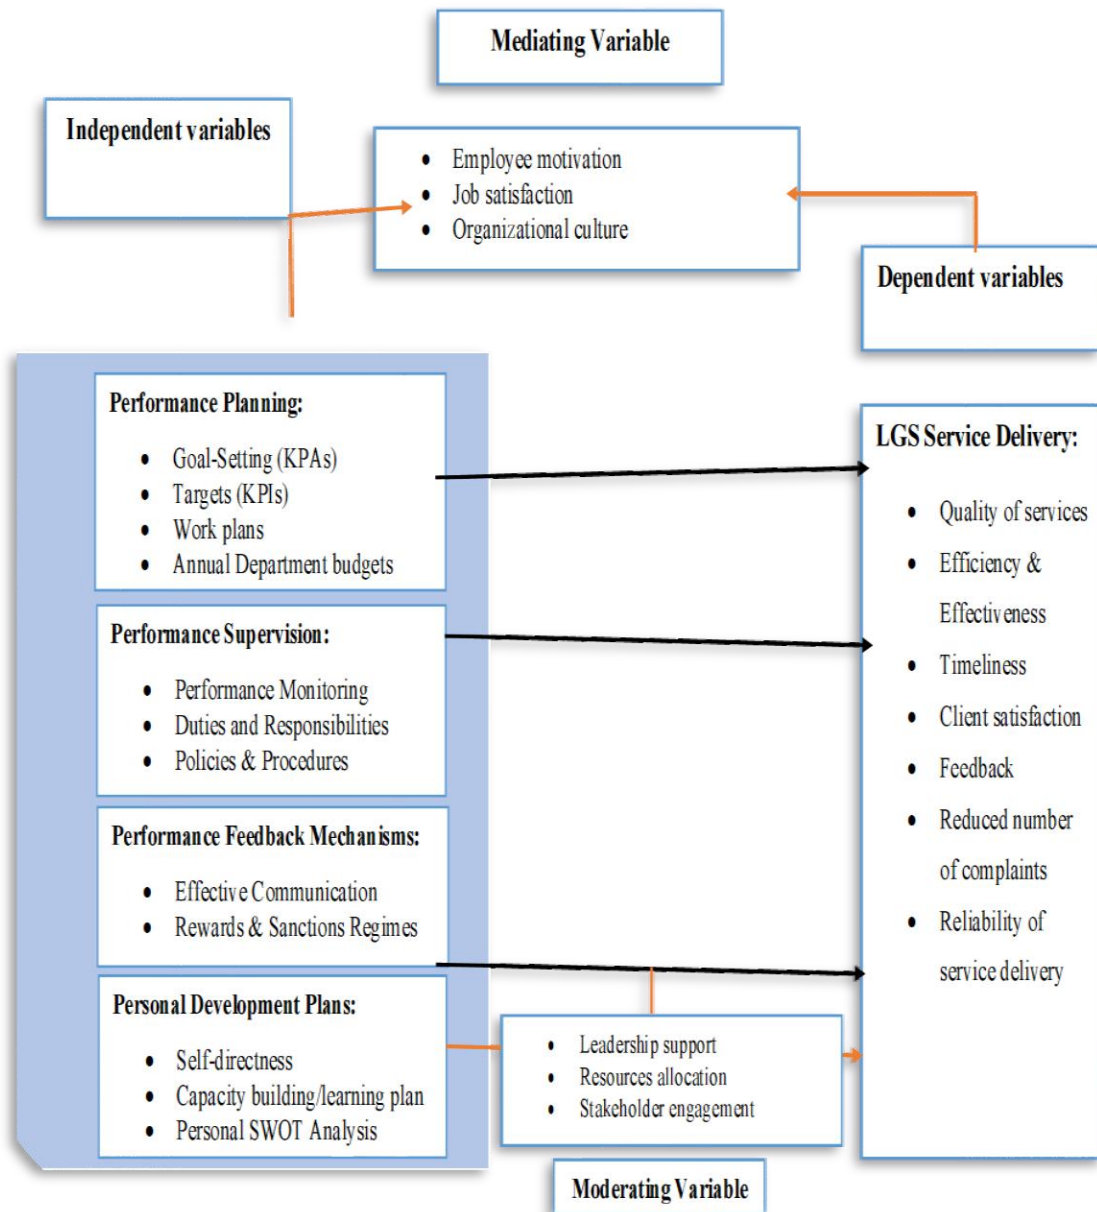 Mediating Variable
Independent variables
• Employee motivation
• Job satisfaction
• Organizational culture
Dependent variables
Performance Planning:
• Goal-Setting (KPAs)
• Targets (KPIs)
• Work plans
• Annual Department budgets
Performance Supervision:
• Performance Monitoring
• Duties and Responsibilities
• Policies & Procedures
Performance Feedback Mechanisms:
• Effective Communication
• Rewards & Sanctions Regimes
Personal Development Plans:
• Self-directness
• Capacity building/learning plan
• Personal SWOT Analysis
LGS Service Delivery:
• Quality of services
• Efficiency &
Effectiveness
• Timeliness
• Client satisfaction
• Feedback
• Reduced number
of complaints
• Reliability of
service delivery
• Leadership support
• Resources allocation
• Stakeholder engagement
Moderating Variable